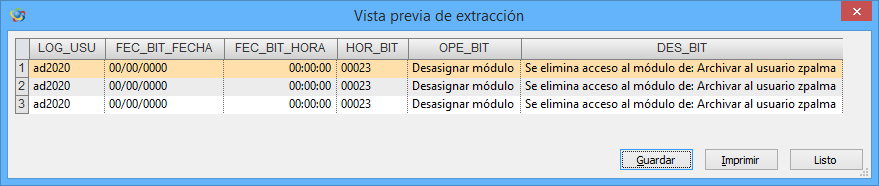 Vista previa de extracción
LOG_USU FEC_BIT_FECHA FEC_BIT_HORA HOR_BIT OPE_BIT DES_BIT
1 ad2020 00/00/0000 00:00:00 00023 Desasignar módulo Se elimina acceso al módulo de: Archivar al usuario zpalma
2 ad2020 00/00/0000 00:00:00 00023 Desasignar módulo Se elimina acceso al módulo de: Archivar al usuario zpalma
3 ad2020 00/00/0000 00:00:00 00023 Desasignar módulo Se elimina acceso al módulo de: Archivar al usuario zpalma
Guardar Imprimir Listo